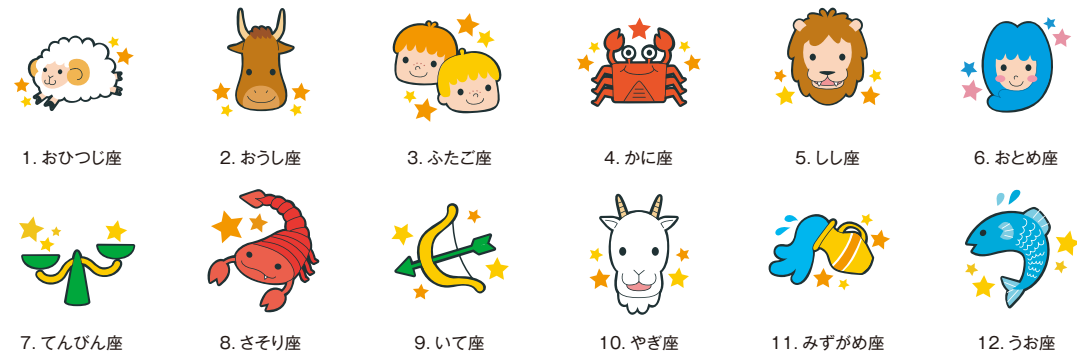 1. おひつじ座
2. おうし座
3. ふたご座
4. かに座
5. しし座
6. おとめ座
7. てんびん座
8. さそり座
9. いて座
10. やぎ座
11. みずがめ座
12. うお座